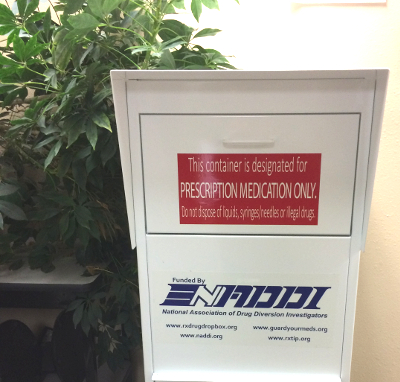 This container is designated for
PRESCRIPTION MEDICATION ONLY.
Do not dispose of liquids, syringes/needles or illegal drugs.
Funded By
NADDI
National Association of Drug Diversion Investigators
www.rxdrugdropbox.org www.guardyourmeds.org
www.naddi.org www.rxtip.org